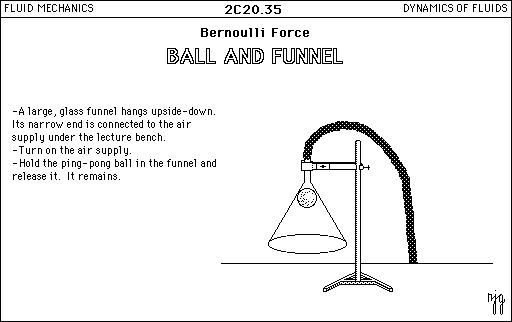 FLUID MECHANICS
2C20.35
DYNAMICS OF FLUIDS
Bernoulli Force
BALL AND FUNNEL
-A large, glass funnel hangs upside-down.
Its narrow end is connected to the air
supply under the lecture bench.
-Turn on the air supply.
-Hold the ping-pong ball in the funnel and
release it. It remains.
njg